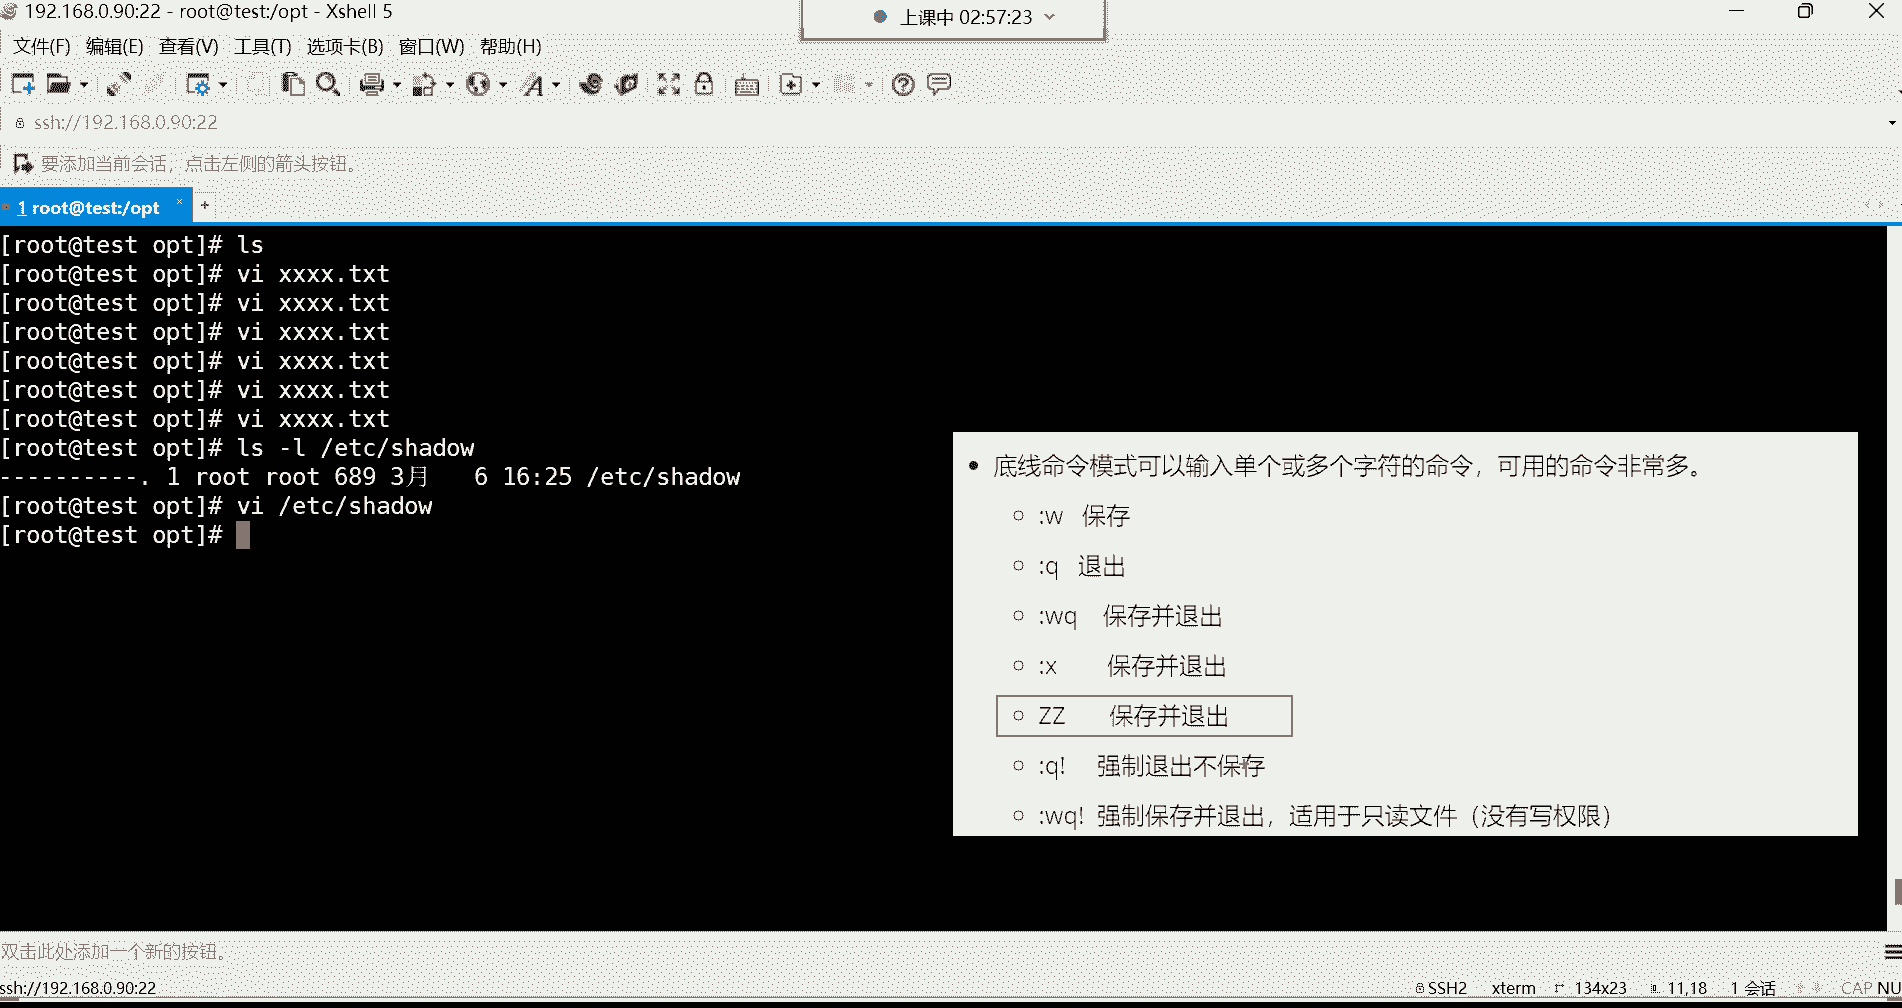 192.168.0.90:22 - root@test:/opt - Xshell 5
上课中 02:57:23
文件(F) 编辑(E) 查看(V) 工具(T) 选项卡(B) 窗口(W) 帮助(H)
ssh://192.168.0.90:22
要添加当前会话，点击左侧的箭头按钮。
1 root@test:/opt × +
[root@test opt]# ls
[root@test opt]# vi xxxx.txt
[root@test opt]# vi xxxx.txt
[root@test opt]# vi xxxx.txt
[root@test opt]# vi xxxx.txt
[root@test opt]# vi xxxx.txt
[root@test opt]# vi xxxx.txt
[root@test opt]# ls -l /etc/shadow
----------. 1 root root 689 3月   6 16:25 /etc/shadow
[root@test opt]# vi /etc/shadow
[root@test opt]#
● 底线命令模式可以输入单个或多个字符的命令，可用的命令非常多。
○ :w 保存
○ :q 退出
○ :wq 保存并退出
○ :x 保存并退出
○ ZZ 保存并退出
○ :q! 强制退出不保存
○ :wq! 强制保存并退出，适用于只读文件（没有写权限）
双击此处添加一个新的按钮。
ssh://192.168.0.90:22
SSH2 xterm 134x23 11,18 1 会话 CAP NU